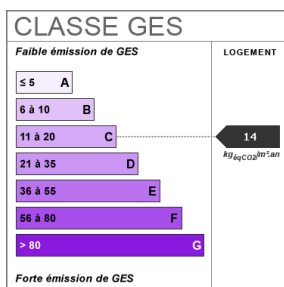 CLASSE GES
Faible émission de GES
LOGEMENT
≤ 5 A
6 à 10 B
11 à 20 C
14
kgéqCO2/m².an
21 à 35 D
36 à 55 E
56 à 80 F
> 80 G
Forte émission de GES